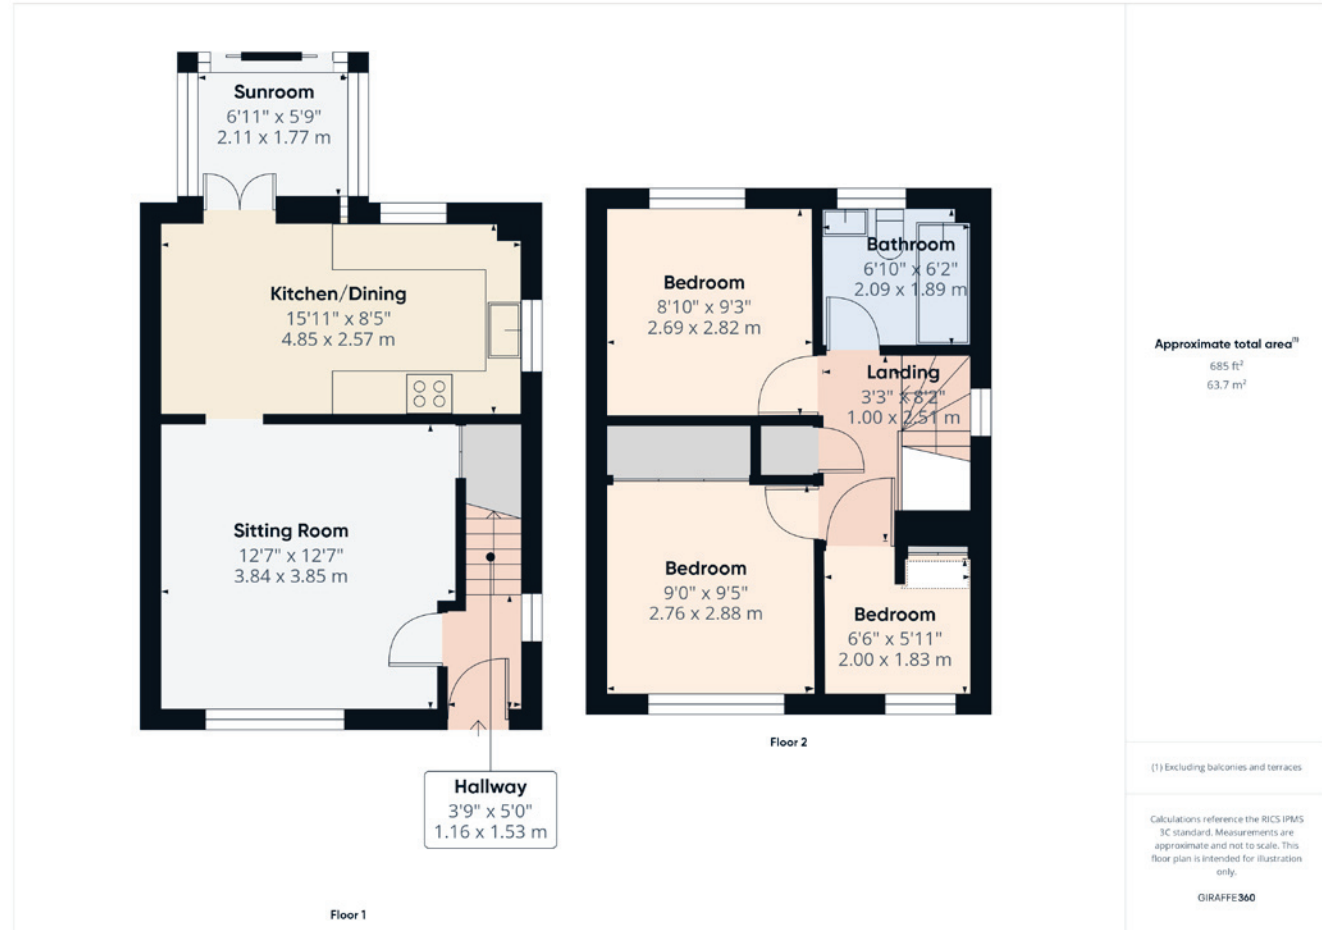 Sunroom
6'11" x 5'9"
2.11 x 1.77 m
Kitchen/Dining
15'11" x 8'5"
4.85 x 2.57 m
Sitting Room
12'7" x 12'7"
3.84 x 3.85 m
Hallway
3'9" x 5'0"
1.16 x 1.53 m
Floor 1
Bedroom
8'10" x 9'3"
2.69 x 2.82 m
Bathroom
6'10" x 6'2"
2.09 x 1.89 m
Landing
3'3" x 8'2"
1.00 x 2.51 m
Bedroom
9'0" x 9'5"
2.76 x 2.88 m
Bedroom
6'6" x 5'11"
2.00 x 1.83 m
Floor 2
Approximate total area(1)
685 ft²
63.7 m²
(1) Excluding balconies and terraces
Calculations reference the RICS IPMS
3C standard. Measurements are
approximate and not to scale. This
floor plan is intended for illustration
only.
GIRAFFE360